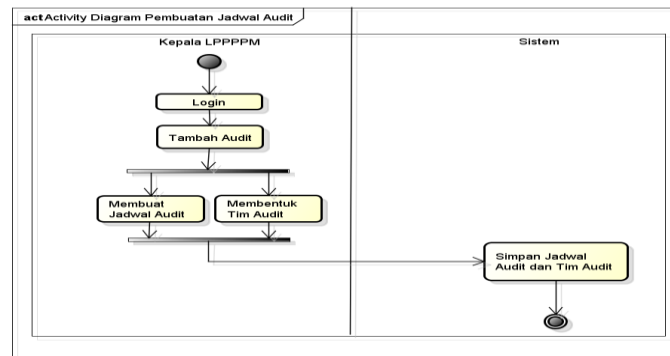 act Activity Diagram Pembuatan Jadwal Audit
Kepala LPPPPM
Sistem
Login
Tambah Audit
Membuat
Jadwal Audit
Membentuk
Tim Audit
Simpan Jadwal
Audit dan Tim Audit